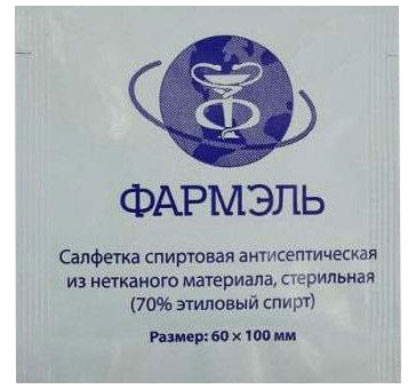 ФАРМЭЛЬ
Салфетка спиртовая антисептическая
из нетканого материала, стерильная
(70% этиловый спирт)
Размер: 60 × 100 мм